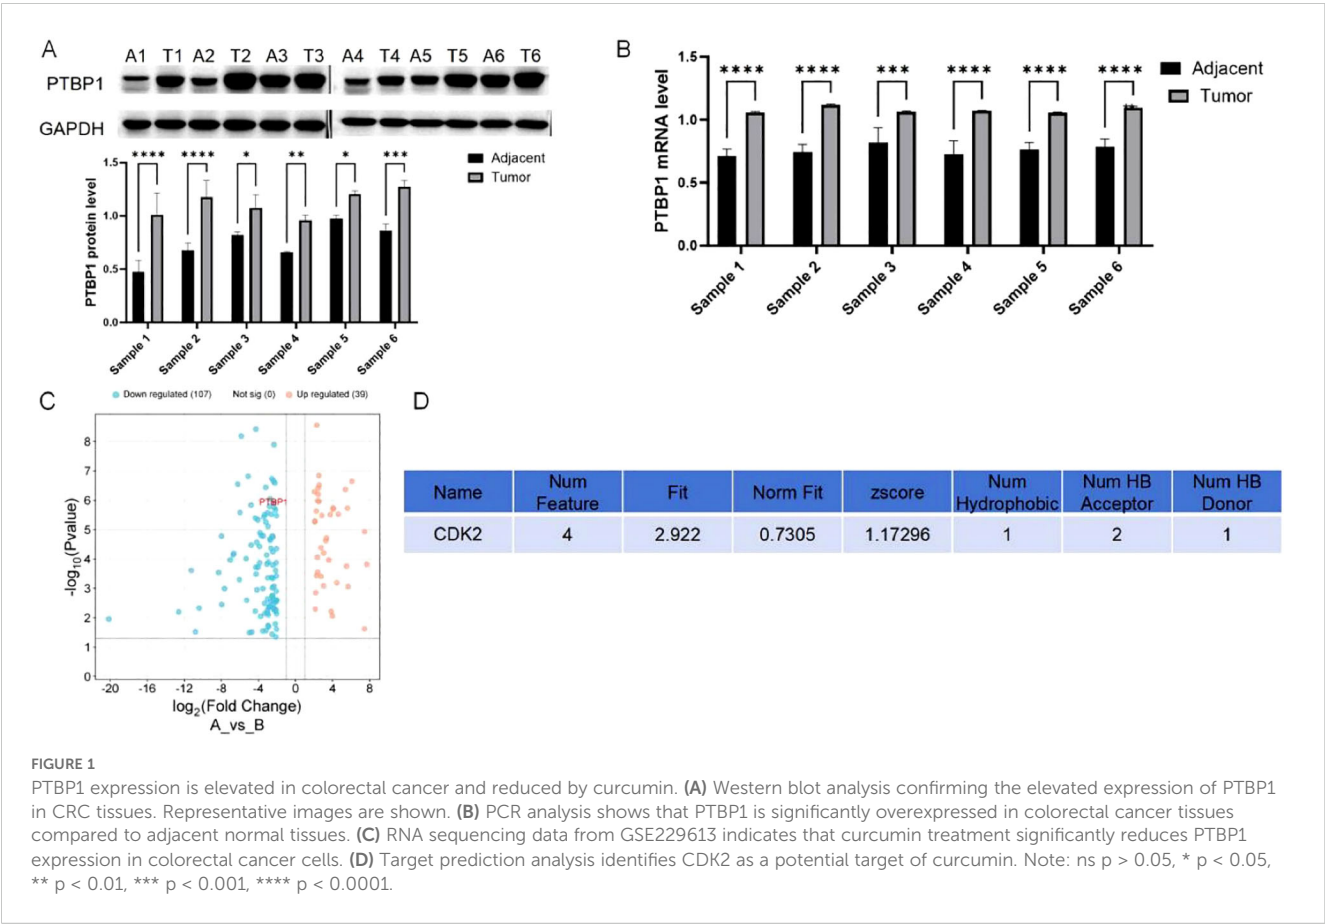 A
A1 T1 A2 T2 A3 T3 A4 T4 A5 T5 A6 T6
PTBP1
GAPDH
PTBP1 protein level
1.5
1.0
0.5
0.0
**** **** * ** * ***
Adjacent
Tumor
Sample 1 Sample 2 Sample 3 Sample 4 Sample 5 Sample 6
B
PTBP1 mRNA level
1.5
1.0
0.5
0.0
**** **** *** **** **** ****
**
Adjacent
Tumor
Sample 1 Sample 2 Sample 3 Sample 4 Sample 5 Sample 6
C
Down regulated (107) Not sig (0) Up regulated (39)
-log10(Pvalue)
8
7
6
5
4
3
2
1
0
PTBP1
-20 -16 -12 -8 -4 0 4 8
log2(Fold Change)
A_vs_B
D
Name Num Feature Fit Norm Fit zscore Num Hydrophobic Num HB Acceptor Num HB Donor
CDK2 4 2.922 0.7305 1.17296 1 2 1
FIGURE 1
PTBP1 expression is elevated in colorectal cancer and reduced by curcumin. (A) Western blot analysis confirming the elevated expression of PTBP1
in CRC tissues. Representative images are shown. (B) PCR analysis shows that PTBP1 is significantly overexpressed in colorectal cancer tissues
compared to adjacent normal tissues. (C) RNA sequencing data from GSE229613 indicates that curcumin treatment significantly reduces PTBP1
expression in colorectal cancer cells. (D) Target prediction analysis identifies CDK2 as a potential target of curcumin. Note: ns p > 0.05, * p < 0.05,
** p < 0.01, *** p < 0.001, **** p < 0.0001.